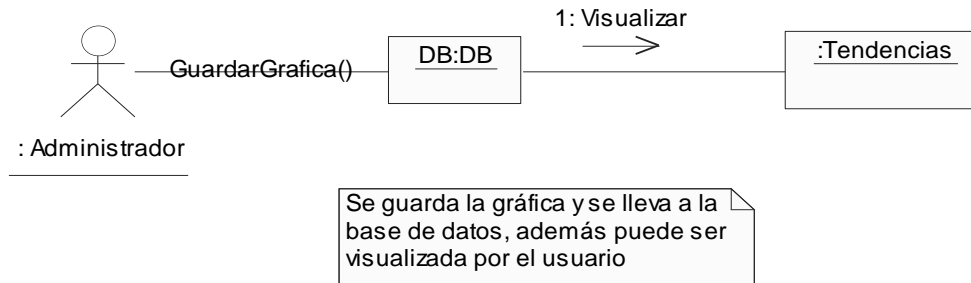 1: Visualizar
GuardarGrafica()
DB:DB
:Tendencias
: Administrador
Se guarda la gráfica y se lleva a la
base de datos, además puede ser
visualizada por el usuario